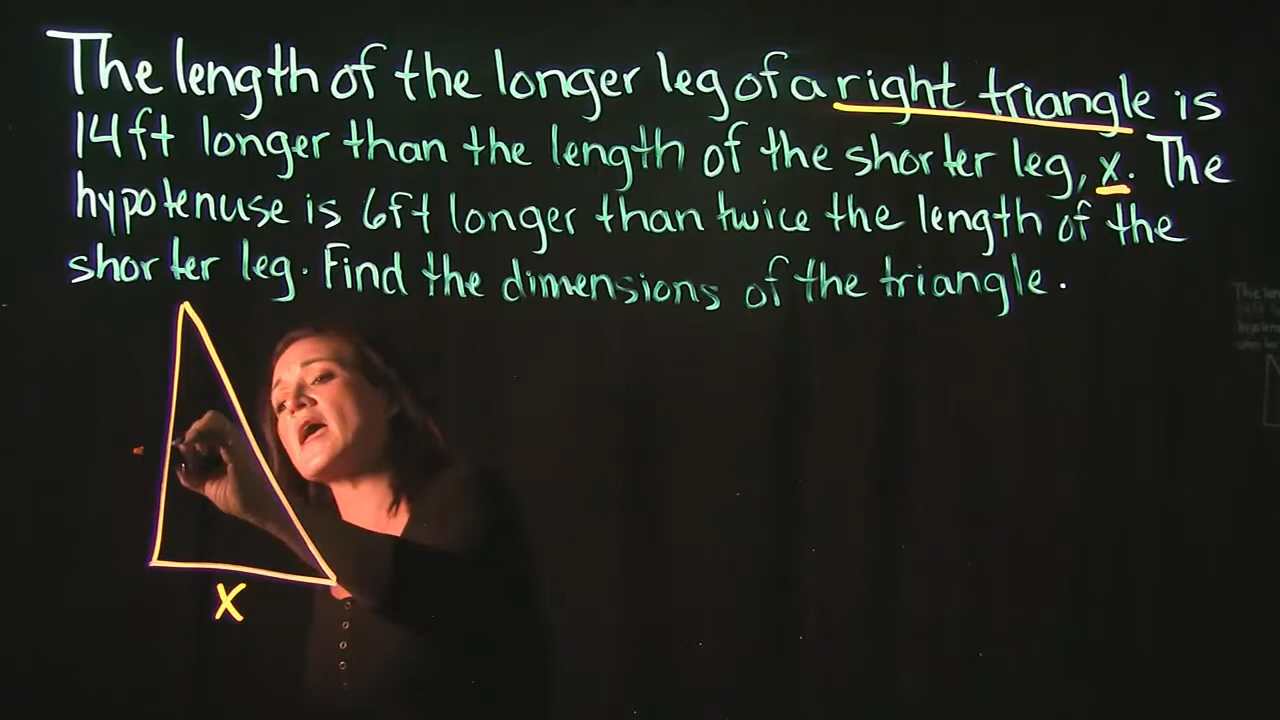 The length of the longer leg of a right triangle is
14ft longer than the length of the shorter leg, x. The
hypotenuse is 6ft longer than twice the length of the
shorter leg. Find the dimensions of the triangle.
x